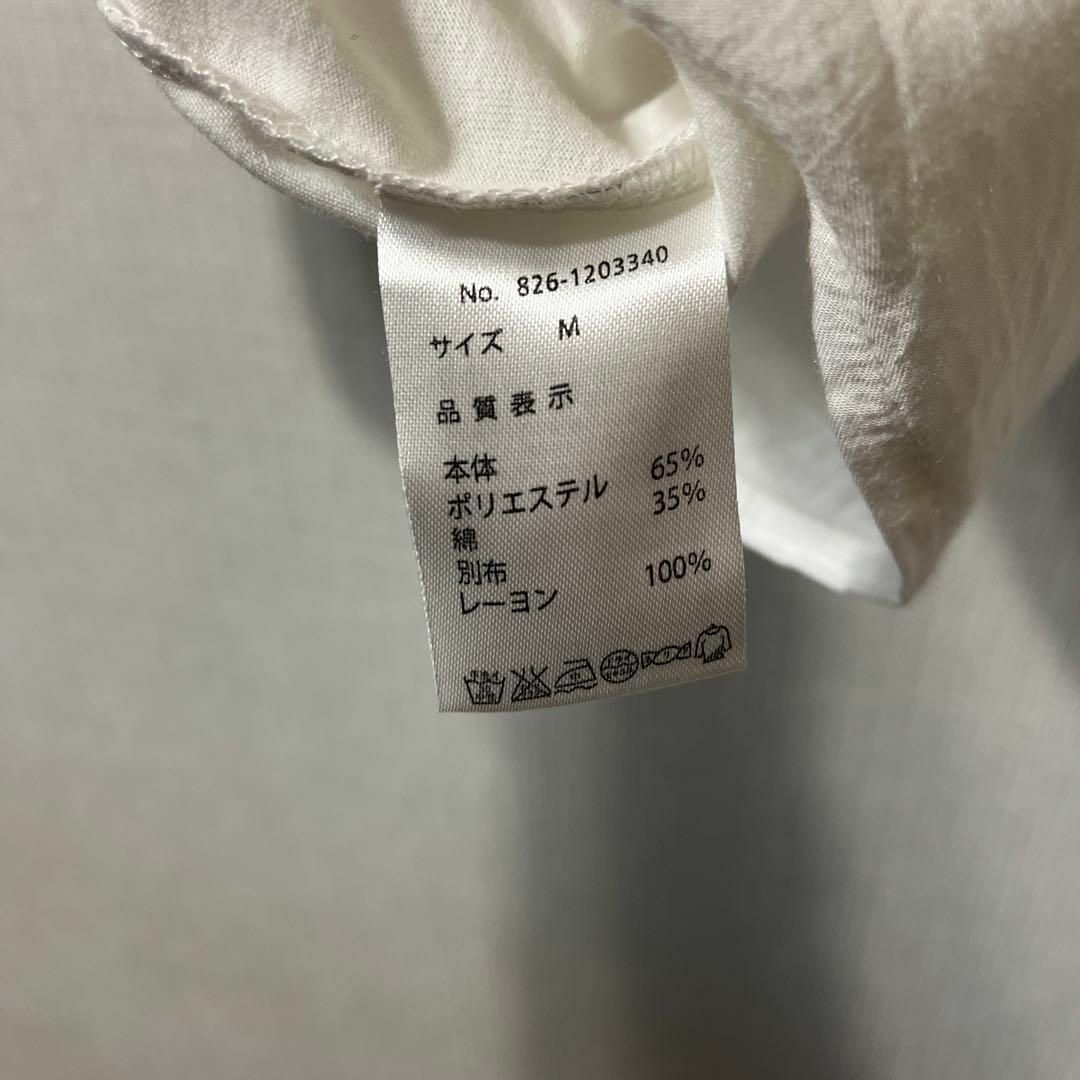 No. 826-1203340
サイズ M
品質表示
本体
ポリエステル 65%
綿 35%
別布
レーヨン 100%